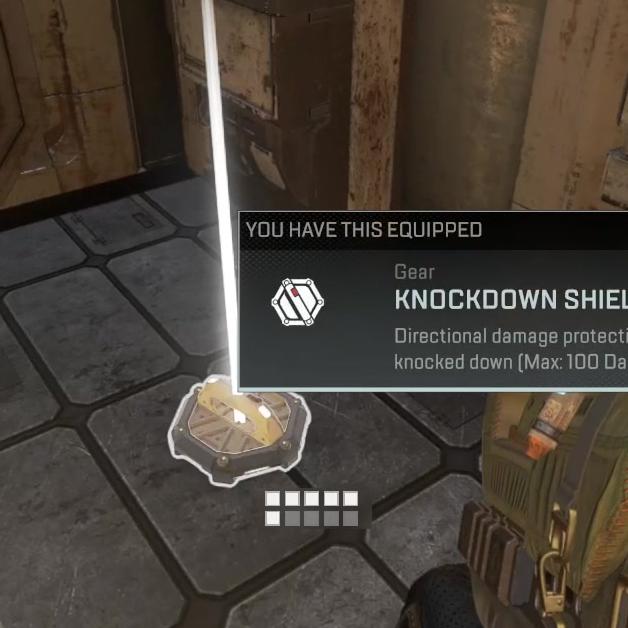 YOU HAVE THIS EQUIPPED
Gear
KNOCKDOWN SHIEL
Directional damage protecti
knocked down (Max: 100 Da